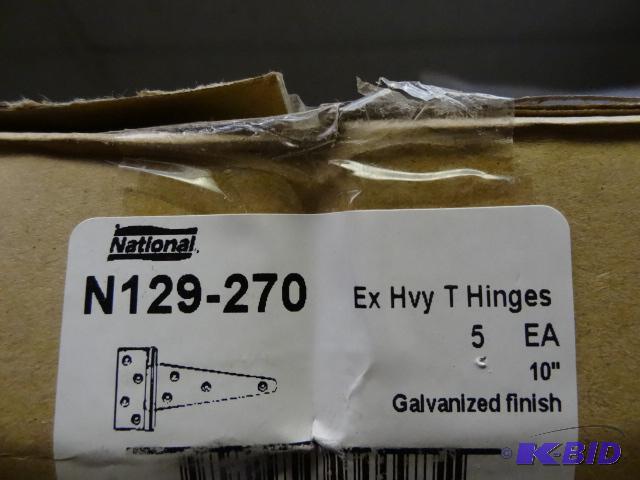 National
N129-270
Ex Hvy T Hinges
5 EA
10"
Galvanized finish
© K-BID